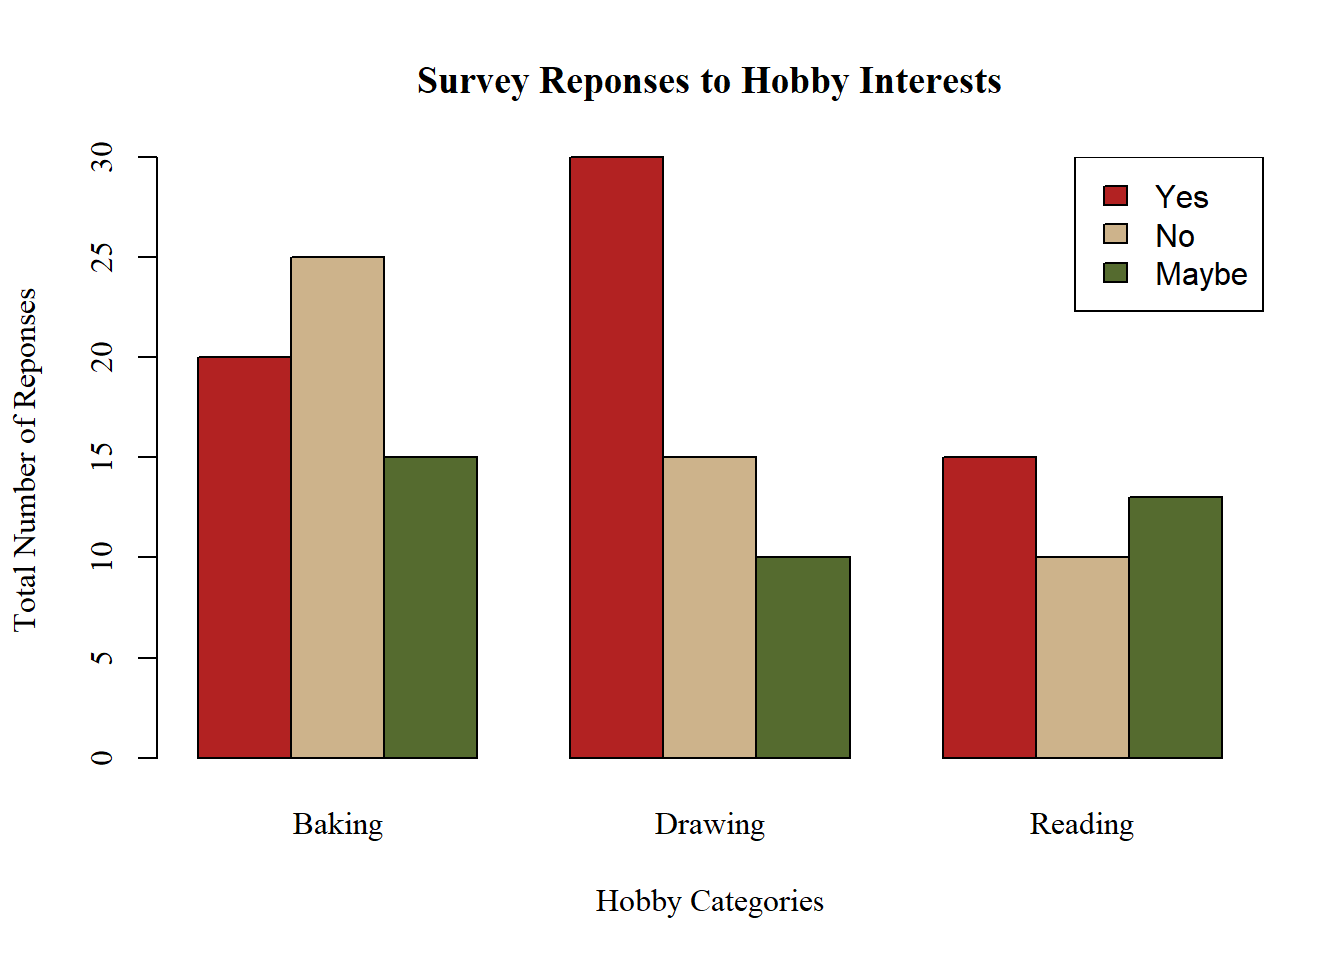 Survey Reponses to Hobby Interests
30
25
20
15
10
5
0
Total Number of Reponses
Yes
No
Maybe
Baking
Drawing
Reading
Hobby Categories